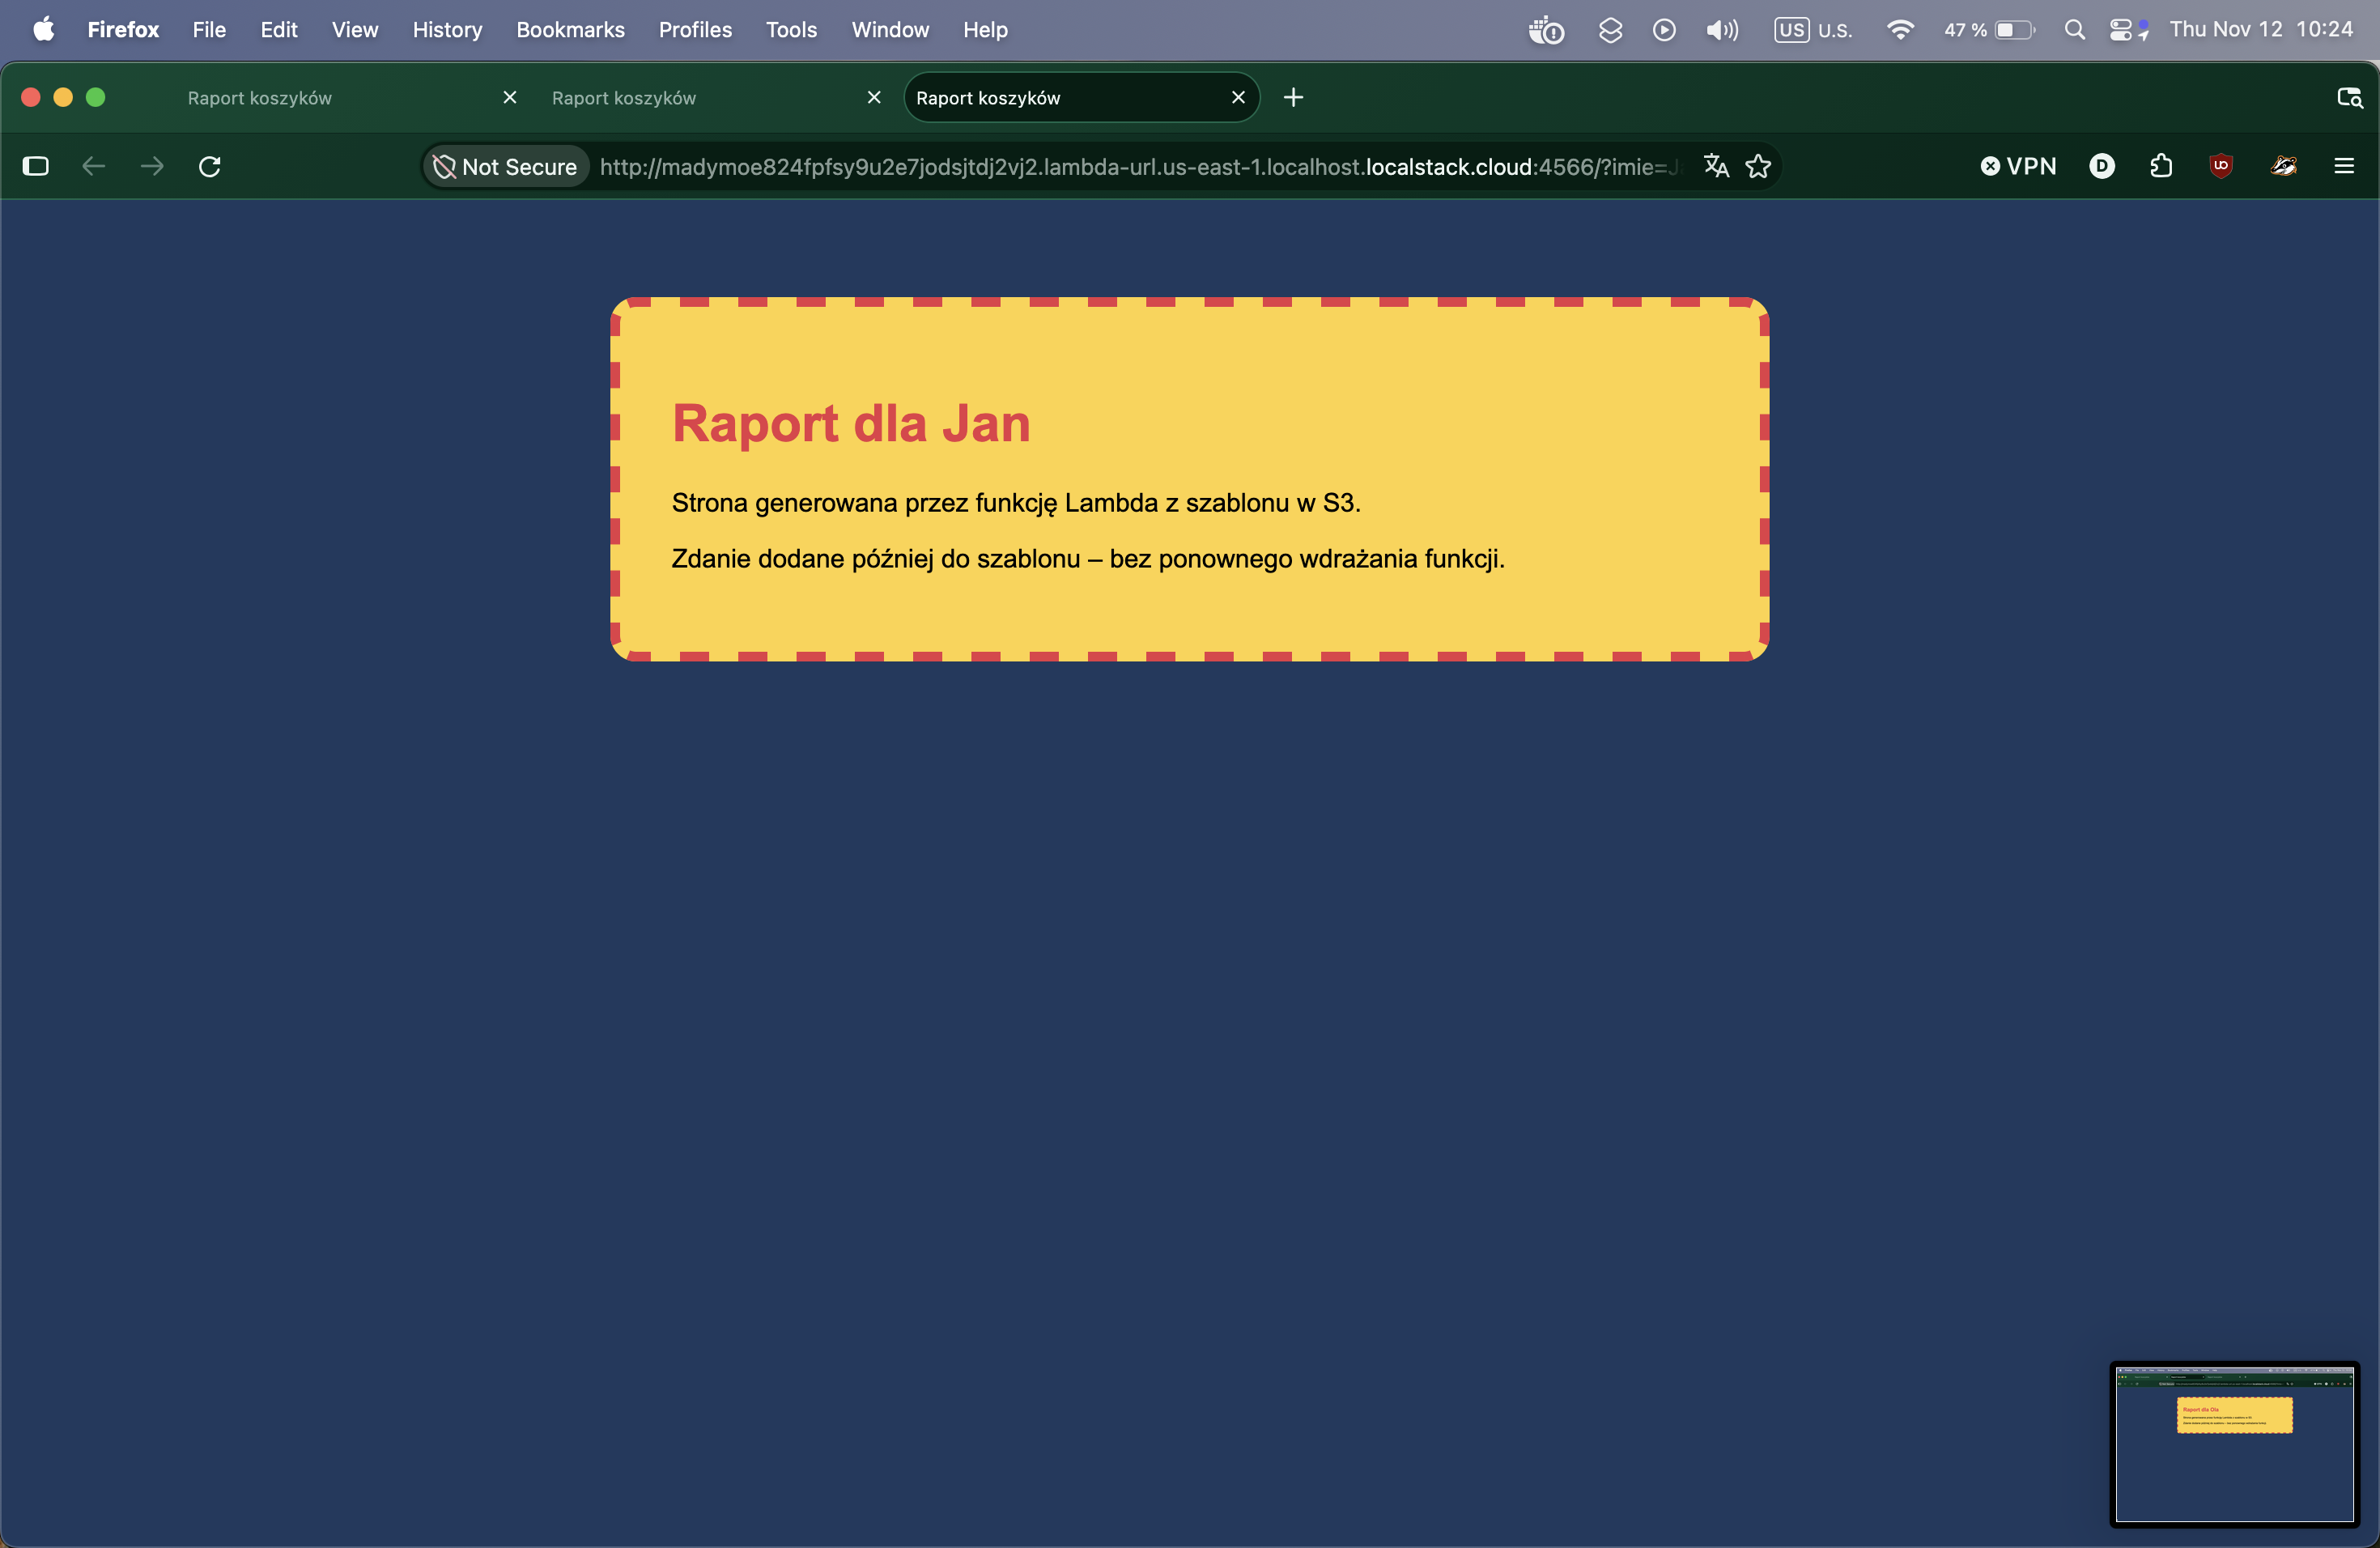 Firefox File Edit View History Bookmarks Profiles Tools Window Help US U.S. 47 % Thu Nov 12 10:24
Raport koszyków Raport koszyków Raport koszyków
Not Secure http://madymoe824fpfsy9u2e7jodsjtdj2vj2.lambda-url.us-east-1.localhost.localstack.cloud:4566/?imie=J VPN D
Raport dla Jan
Strona generowana przez funkcję Lambda z szablonu w S3.
Zdanie dodane później do szablonu – bez ponownego wdrażania funkcji.
Raport dla Ola